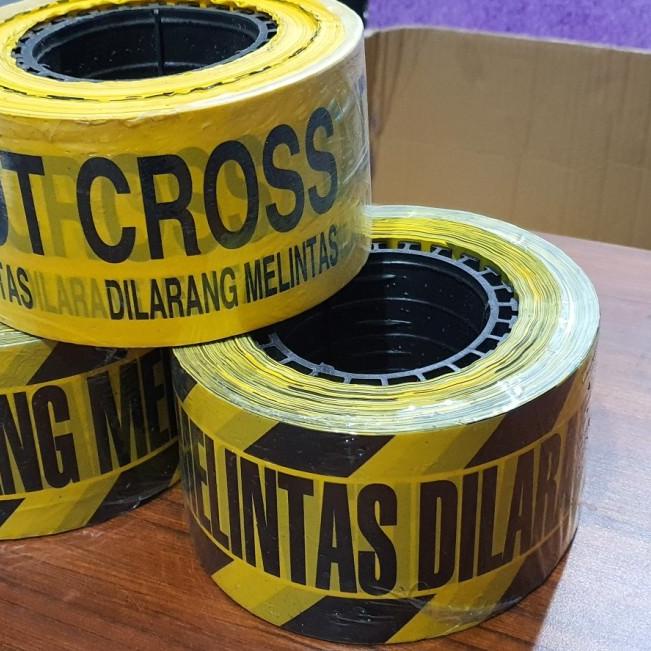 T CROSS
TAS DILARANG MELINTAS
NG ME
MELINTAS DILARA